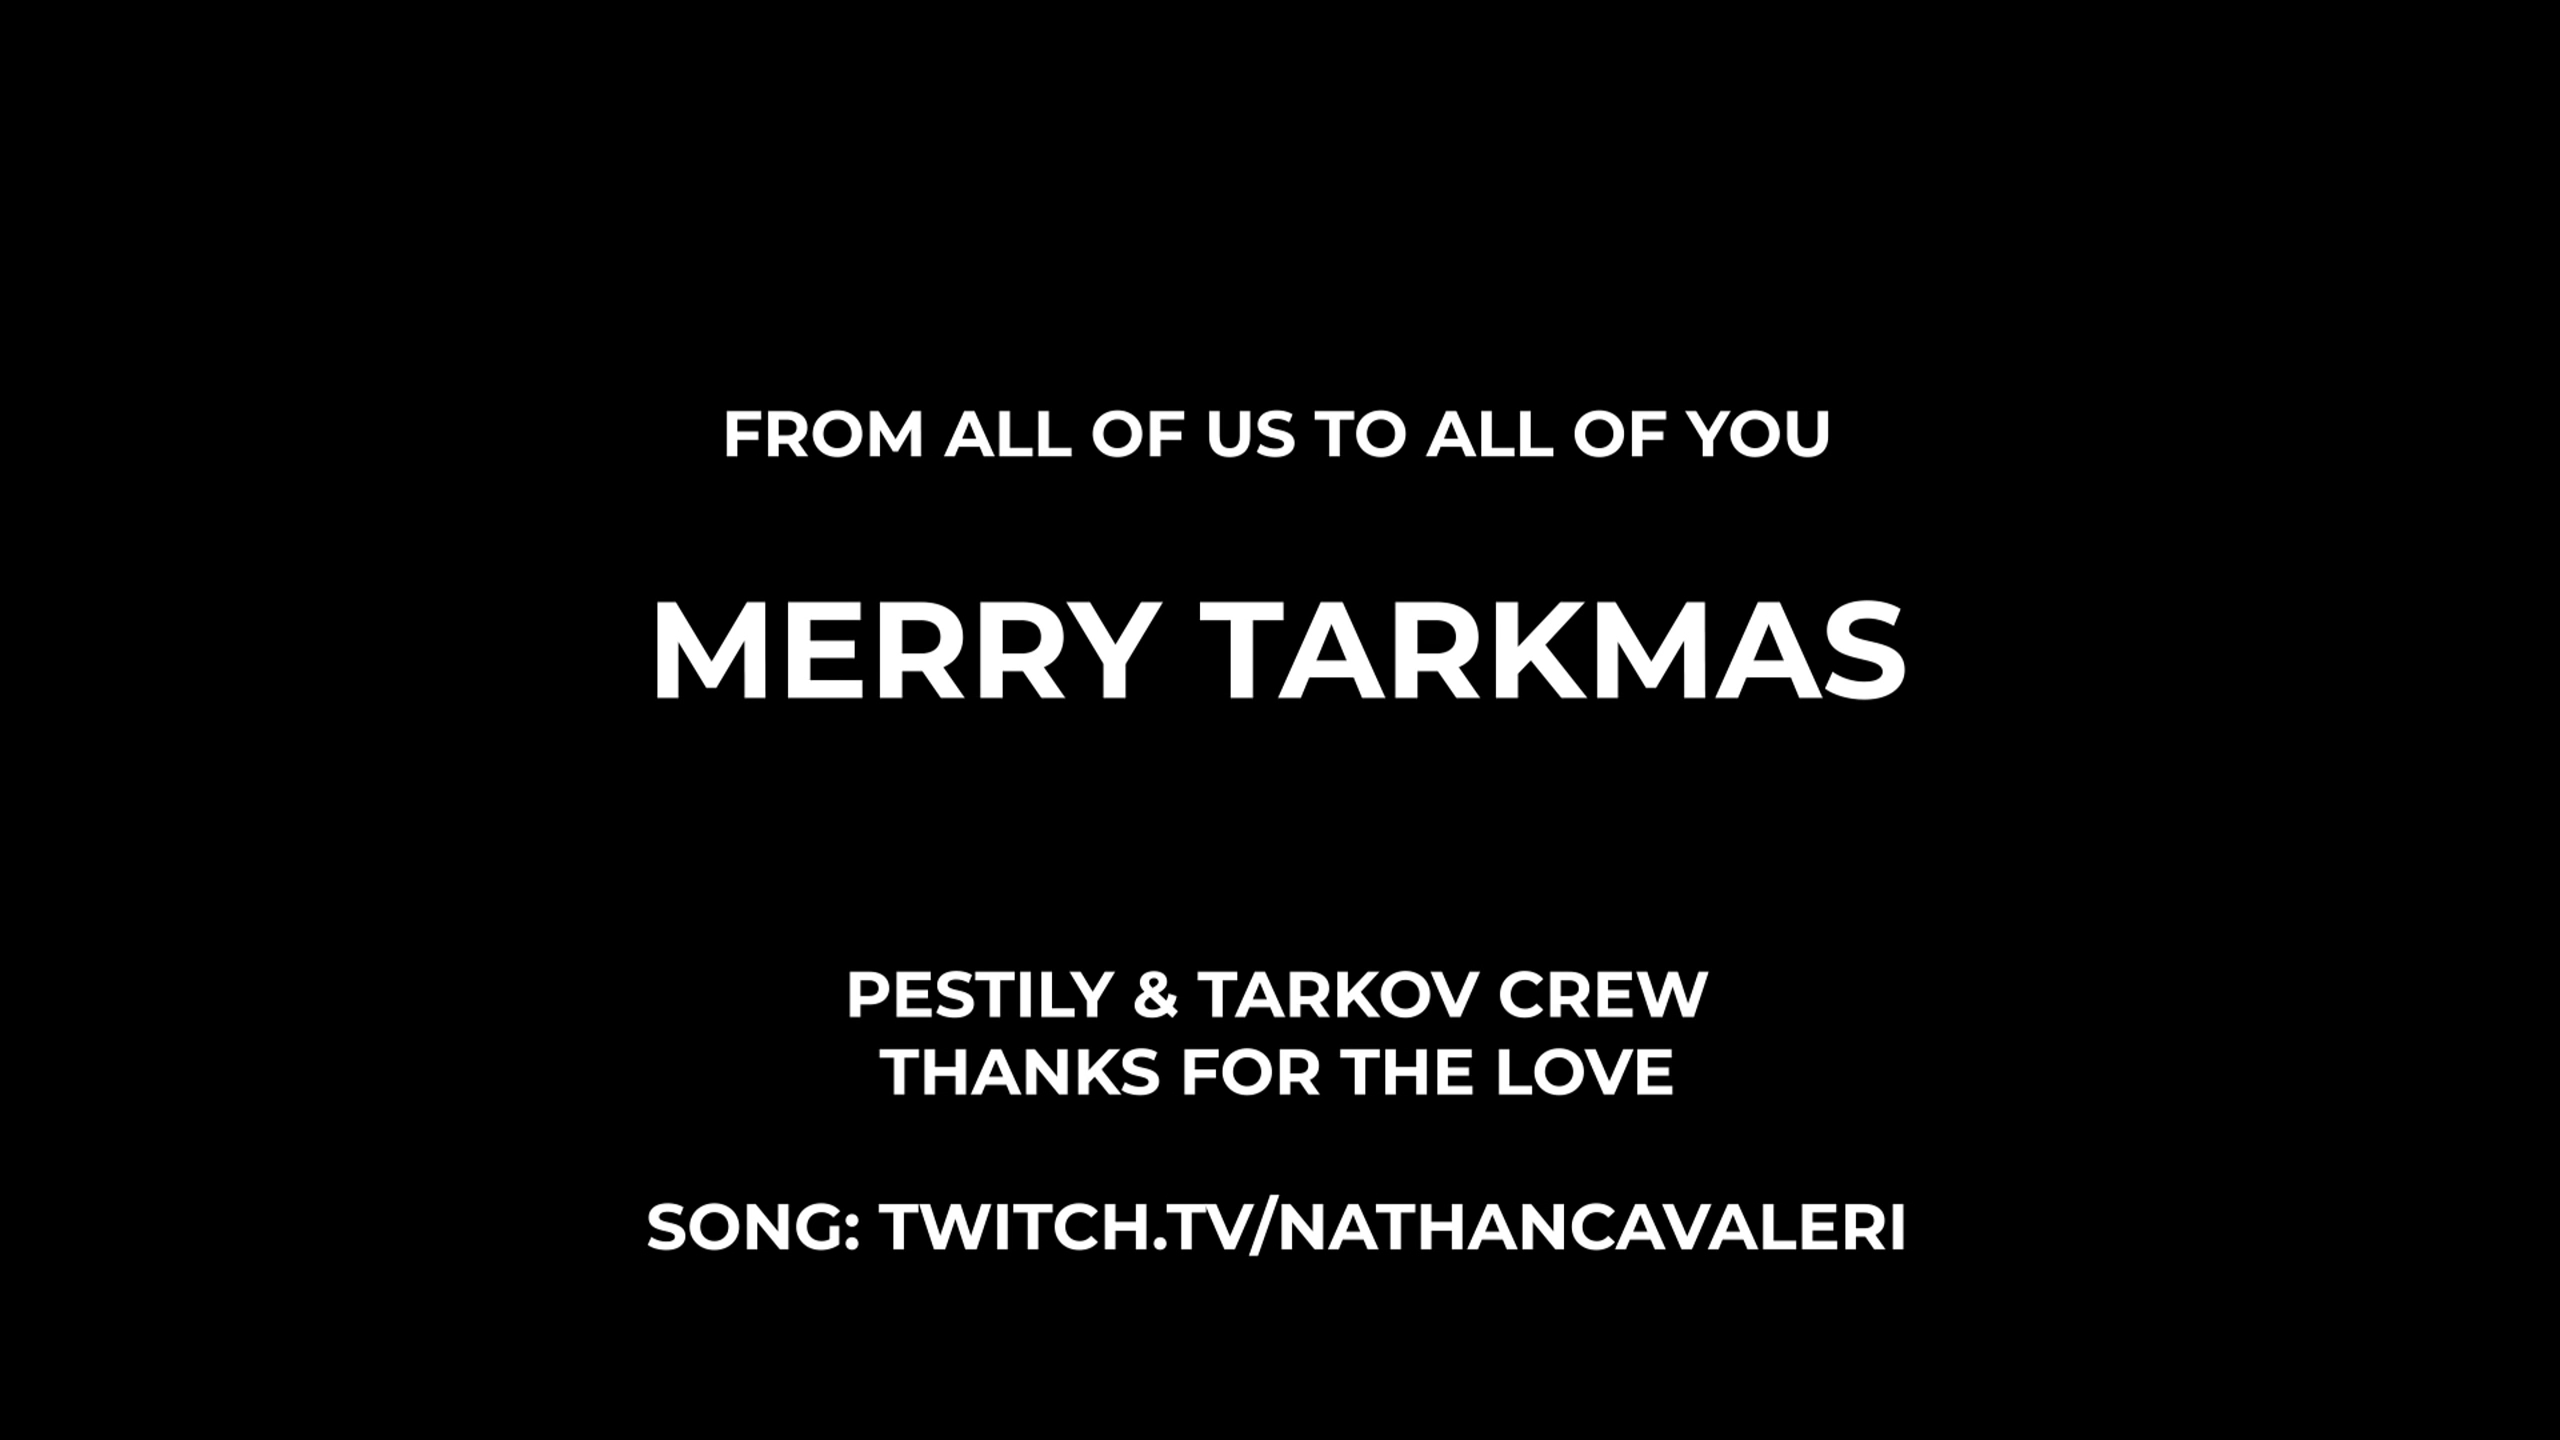 FROM ALL OF US TO ALL OF YOU
MERRY TARKMAS
PESTILY & TARKOV CREW
THANKS FOR THE LOVE
SONG: TWITCH.TV/NATHANCAVALERI